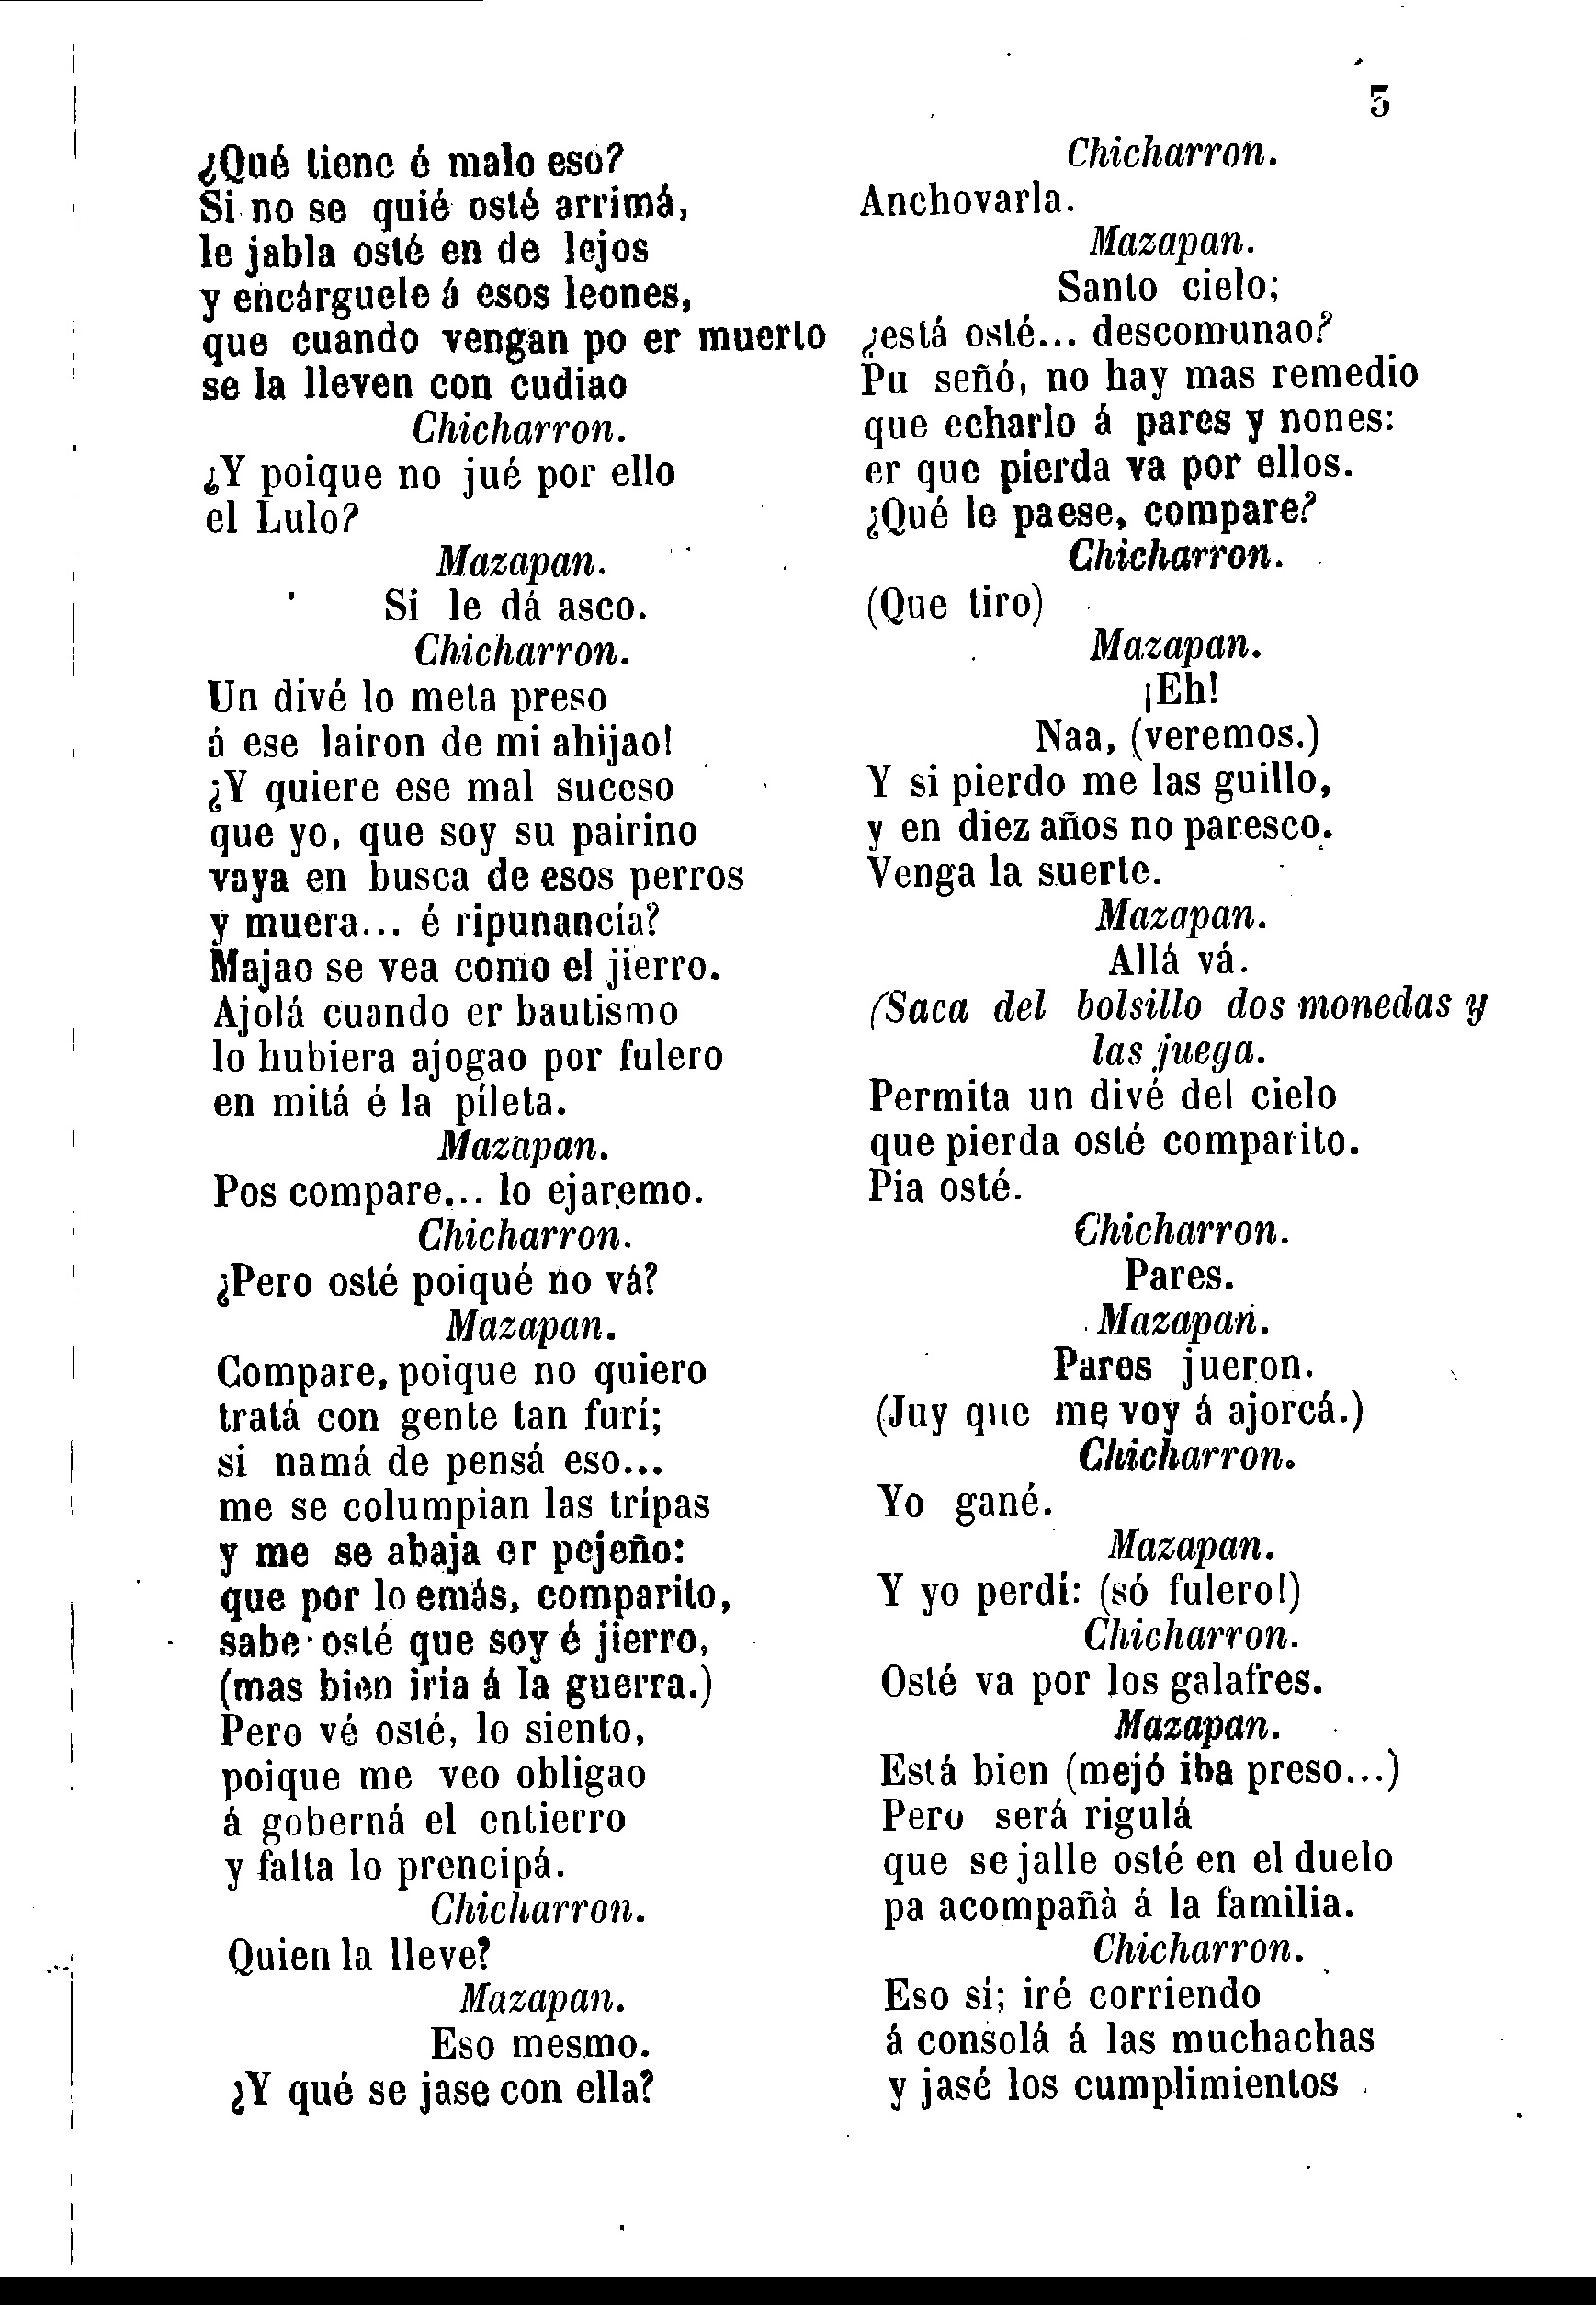 3
¿Qué tiene é malo eso?
Si no se quié osté arrimá,
le jabla osté en de lejos
y encárguele á esos leones,
que cuando vengan po er muerto
se la lleven con cudiao
Chicharron.
¿Y poique no jué por ello
el Lulo?
Mazapan.
Si le dá asco.
Chicharron.
Un divé lo meta preso
á ese lairon de mi ahijao!
¿Y quiere ese mal suceso
que yo, que soy su pairino
vaya en busca de esos perros
y muera... é ripunancía?
Majao se vea como el jierro.
Ajolá cuando er bautismo
lo hubiera ajogao por fulero
en mitá é la píleta.
Mazapan.
Pos compare... lo ejaremo.
Chicharron.
¿Pero osté poiqué no vá?
Mazapan.
Compare, poique no quiero
tratá con gente tan furí;
si namá de pensá eso...
me se columpian las trípas
y me se abaja er pejeño:
que por lo emás, comparito,
sabe osté que soy é jierro,
(mas bien iria á la guerra.)
Pero vé osté, lo siento,
poique me veo obligao
á goberná el entierro
y falta lo prencipá.
Chicharron.
Quien la lleve?
Mazapan.
Eso mesmo.
¿Y qué se jase con ella?
Chicharron.
Anchovarla.
Mazapan.
Santo cielo;
¿está osté... descomunao?
Pu señó, no hay mas remedio
que echarlo á pares y nones:
er que pierda va por ellos.
¿Qué le paese, compare?
Chicharron.
(Que tiro)
Mazapan.
¡Eh!
Naa, (veremos.)
Y si pierdo me las guillo,
y en diez años no paresco.
Venga la suerte.
Mazapan.
Allá vá.
(Saca del bolsillo dos monedas y
las juega.
Permita un divé del cielo
que pierda osté comparito.
Pia osté.
Chicharron.
Pares.
Mazapan.
Pares jueron.
(Juy que me voy á ajorcá.)
Chicharron.
Yo gané.
Mazapan.
Y yo perdí: (só fulero!)
Chicharron.
Osté va por los galafres.
Mazapan.
Está bien (mejó iba preso...)
Pero será rigulá
que se jalle osté en el duelo
pa acompañà á la familia.
Chicharron.
Eso sí; iré corriendo
á consolá á las muchachas
y jasé los cumplimientos